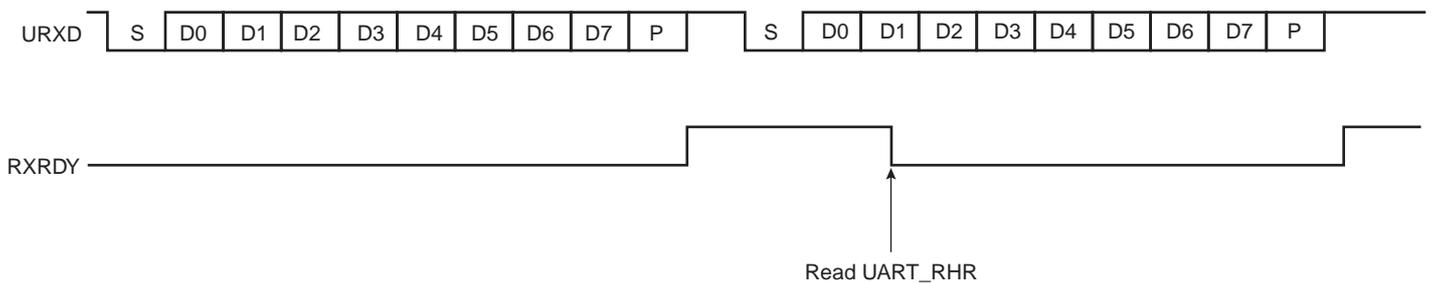 URXD S D0 D1 D2 D3 D4 D5 D6 D7 P S D0 D1 D2 D3 D4 D5 D6 D7 P
RXRDY
Read UART_RHR